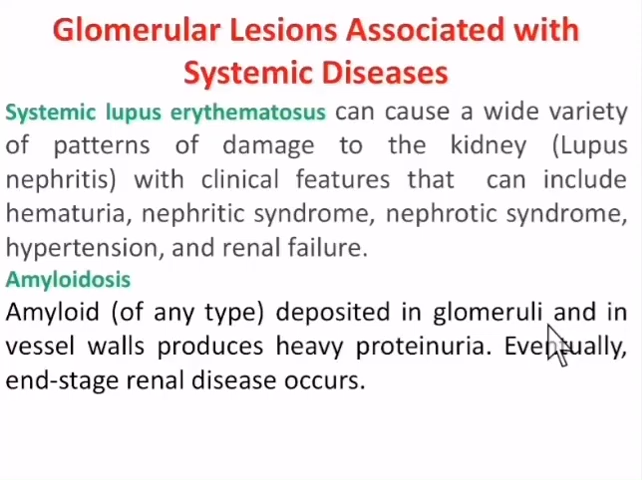 Glomerular Lesions Associated with
Systemic Diseases
Systemic lupus erythematosus can cause a wide variety
of patterns of damage to the kidney (Lupus
nephritis) with clinical features that can include
hematuria, nephritic syndrome, nephrotic syndrome,
hypertension, and renal failure.
Amyloidosis
Amyloid (of any type) deposited in glomeruli and in
vessel walls produces heavy proteinuria. Eventually,
end-stage renal disease occurs.